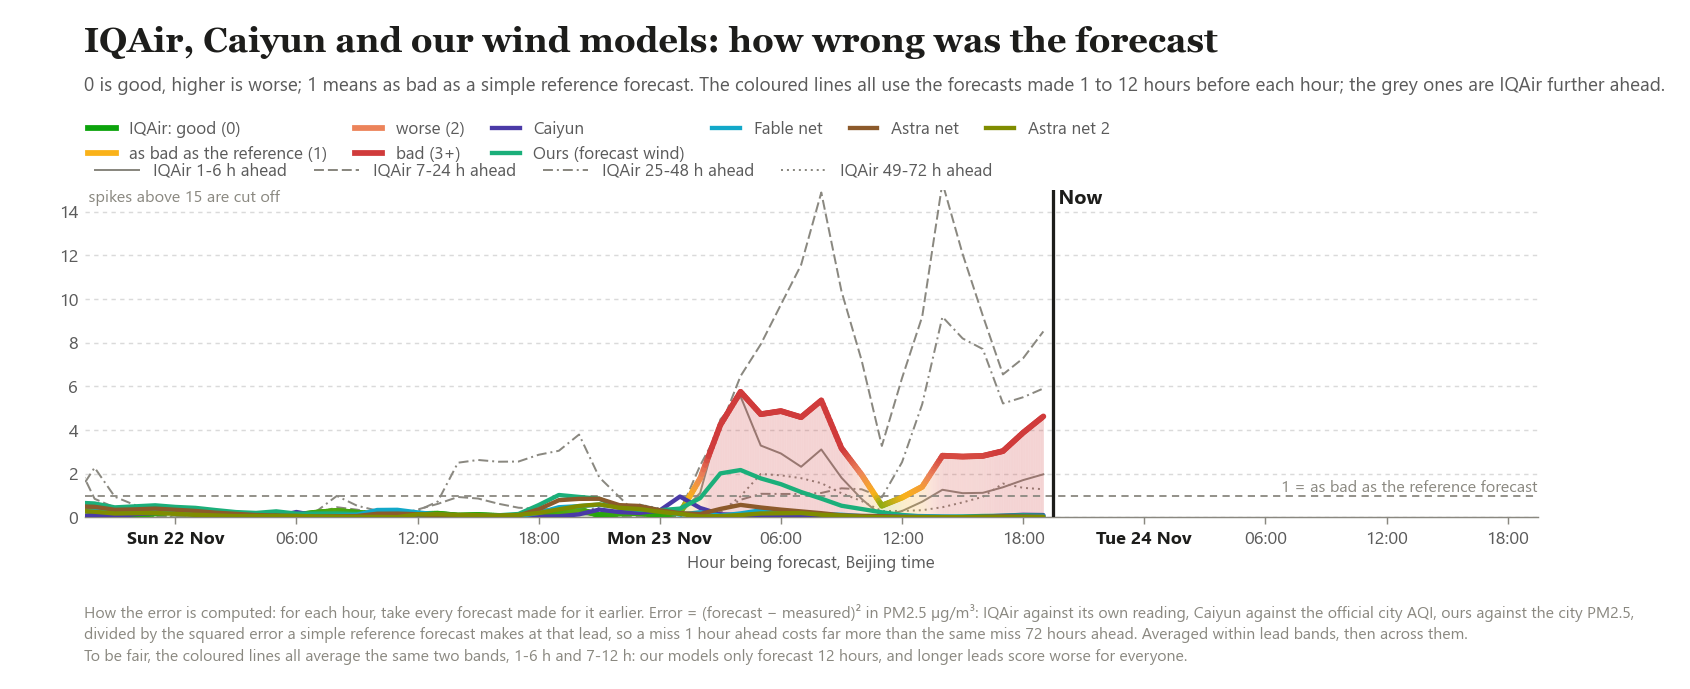 IQAir, Caiyun and our wind models: how wrong was the forecast
0 is good, higher is worse; 1 means as bad as a simple reference forecast. The coloured lines all use the forecasts made 1 to 12 hours before each hour; the grey ones are IQAir further ahead.
IQAir: good (0) worse (2) Caiyun Fable net Astra net Astra net 2
as bad as the reference (1) bad (3+) Ours (forecast wind)
IQAir 1-6 h ahead IQAir 7-24 h ahead IQAir 25-48 h ahead IQAir 49-72 h ahead
spikes above 15 are cut off
Now
14
12
10
8
6
4
2
1 = as bad as the reference forecast
0
Sun 22 Nov 06:00 12:00 18:00 Mon 23 Nov 06:00 12:00 18:00 Tue 24 Nov 06:00 12:00 18:00
Hour being forecast, Beijing time
How the error is computed: for each hour, take every forecast made for it earlier. Error = (forecast − measured)² in PM2.5 µg/m³: IQAir against its own reading, Caiyun against the official city AQI, ours against the city PM2.5,
divided by the squared error a simple reference forecast makes at that lead, so a miss 1 hour ahead costs far more than the same miss 72 hours ahead. Averaged within lead bands, then across them.
To be fair, the coloured lines all average the same two bands, 1-6 h and 7-12 h: our models only forecast 12 hours, and longer leads score worse for everyone.